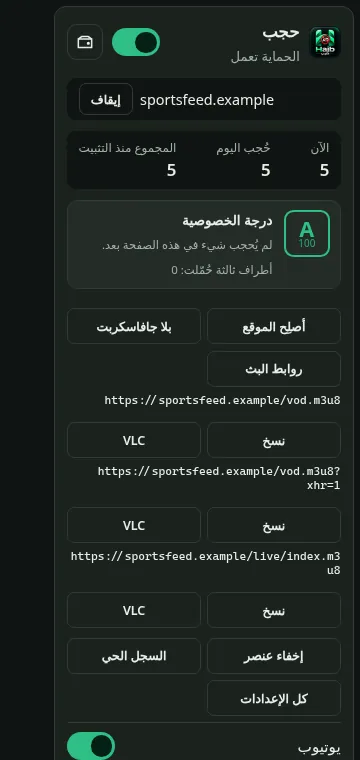 حجب
الحماية تعمل
Hajb
sportsfeed.example إيقاف
الآن حُجب اليوم المجموع منذ التثبيت
5 5 5
A
100
درجة الخصوصية
لم يُحجب شيء في هذه الصفحة بعد.
أطراف ثالثة حُمّلت: 0
أصلِح الموقع بلا جافاسكربت
روابط البث
https://sportsfeed.example/vod.m3u8
نسخ VLC
https://sportsfeed.example/vod.m3u8?
xhr=1
نسخ VLC
https://sportsfeed.example/live/index.m3
u8
نسخ VLC
إخفاء عنصر السجل الحي
كل الإعدادات
يوتيوب